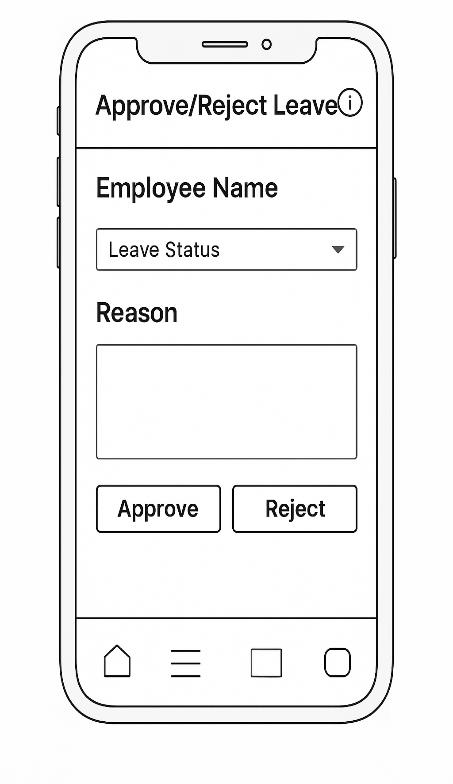 Approve/Reject Leave i
Employee Name
Leave Status
Reason
Approve Reject